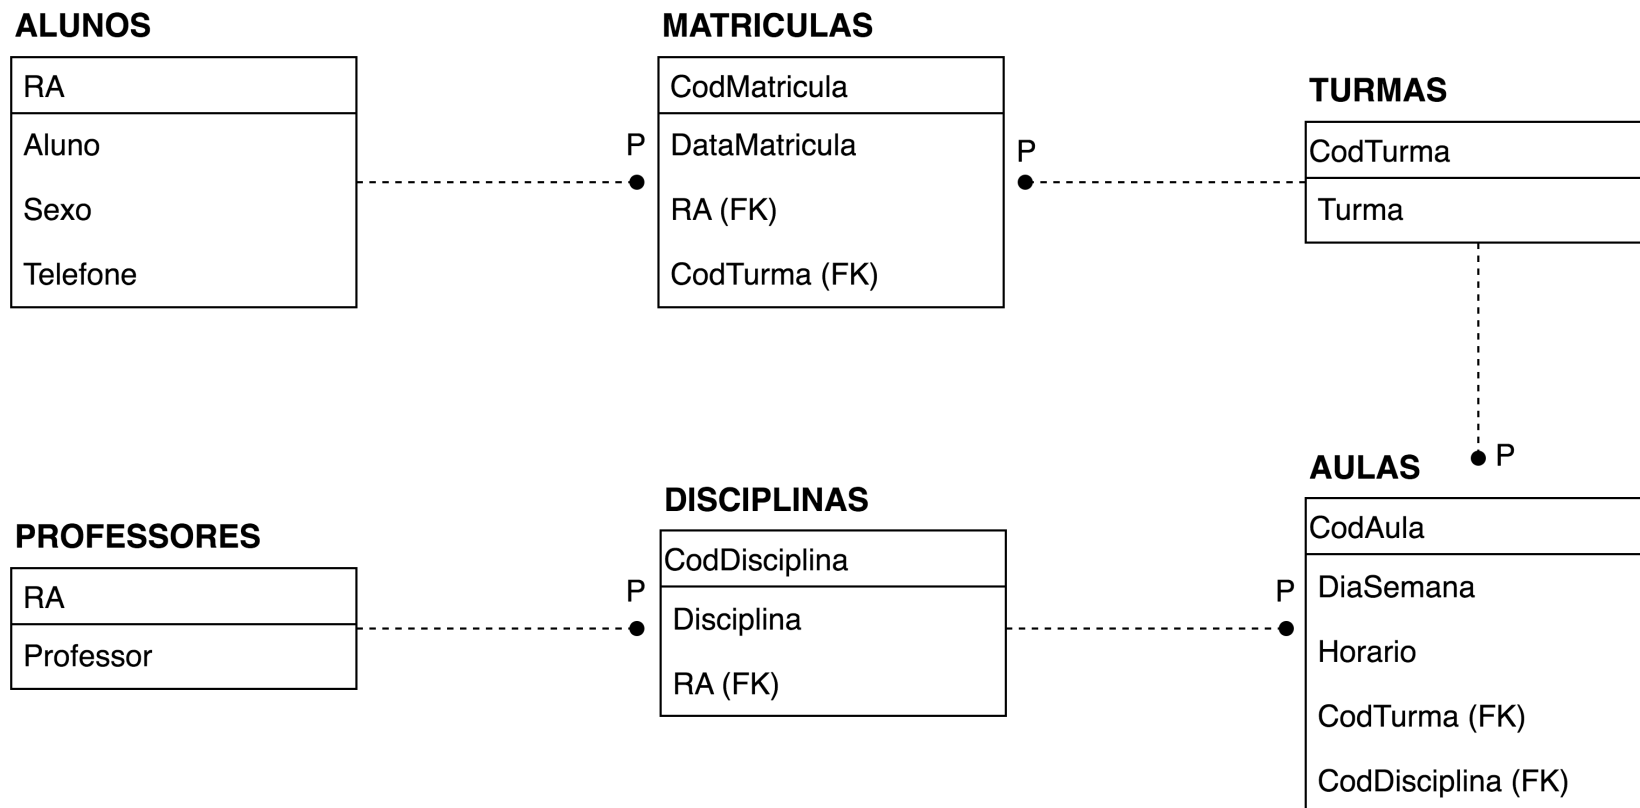 ALUNOS
RA
Aluno
Sexo
Telefone
P
MATRICULAS
CodMatricula
DataMatricula
RA (FK)
CodTurma (FK)
P
TURMAS
CodTurma
Turma
P
PROFESSORES
RA
Professor
P
DISCIPLINAS
CodDisciplina
Disciplina
RA (FK)
P
AULAS
CodAula
DiaSemana
Horario
CodTurma (FK)
CodDisciplina (FK)